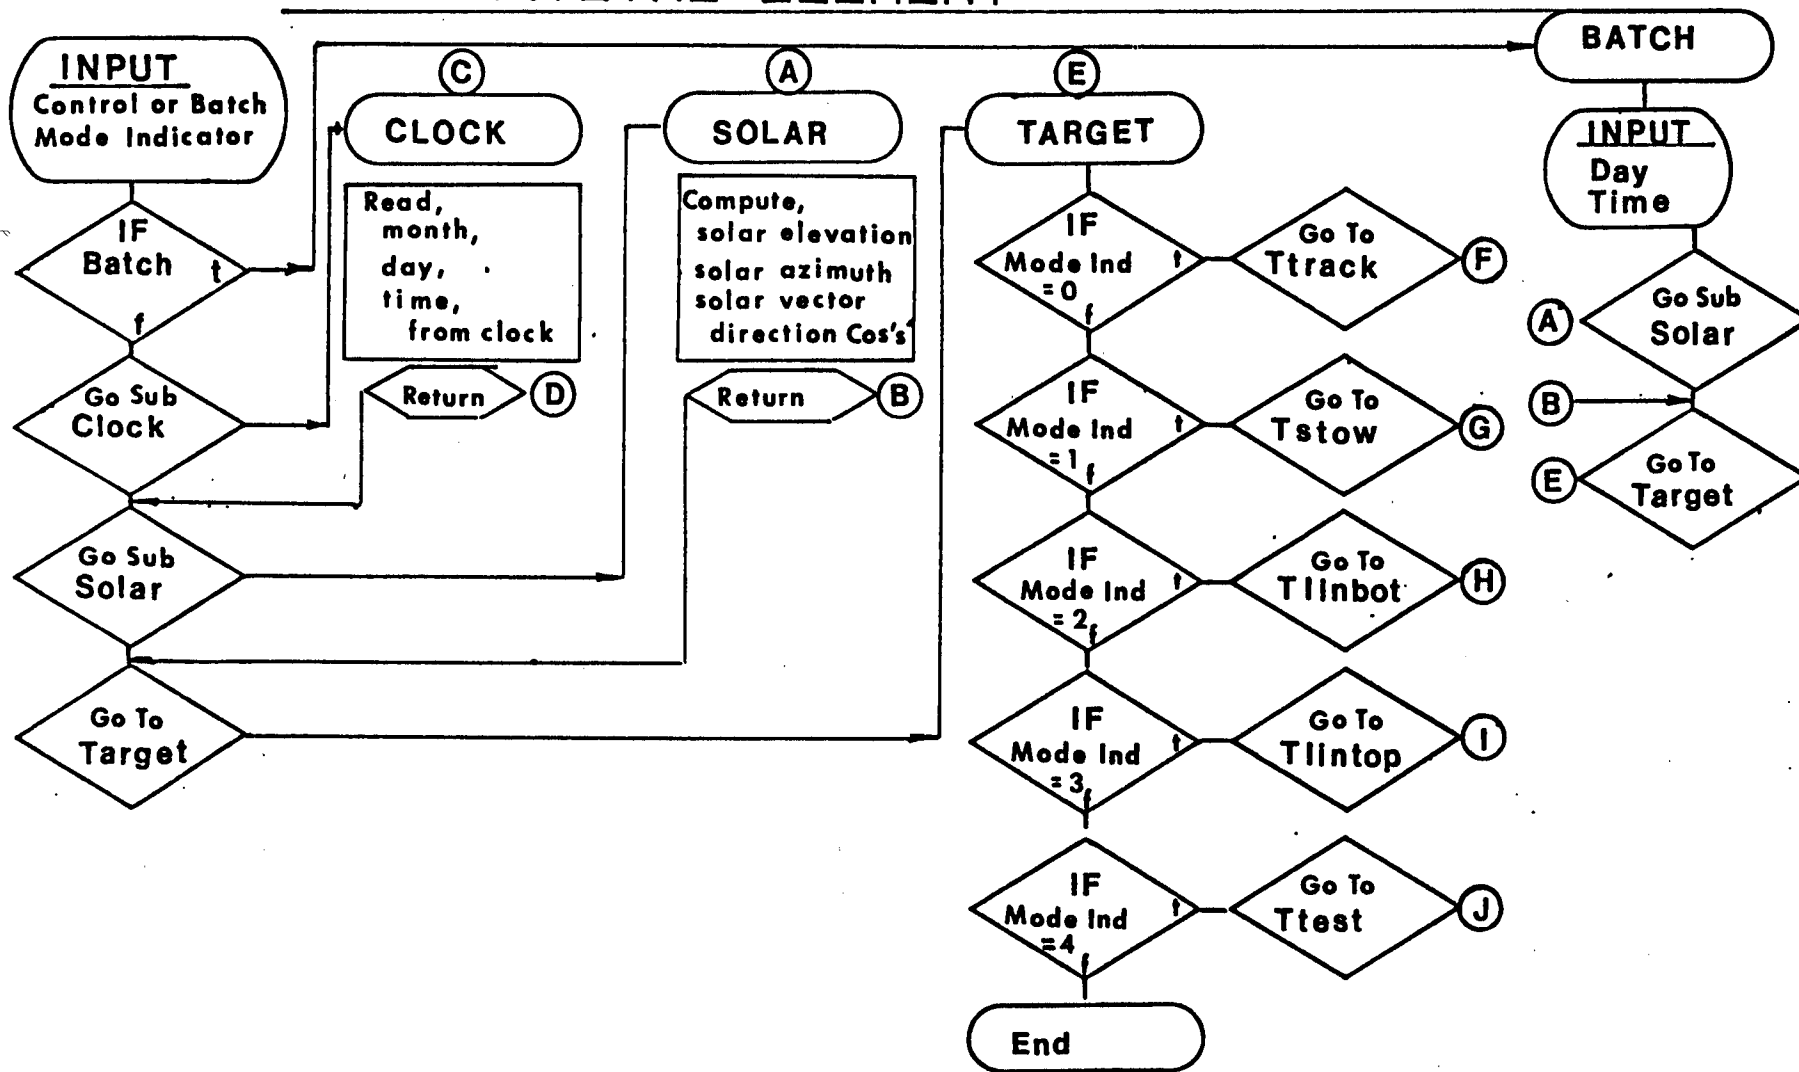 INPUT
Control or Batch
Mode Indicator
IF
Batch
t
f
Go Sub
Clock
Go Sub
Solar
Go To
Target
C
CLOCK
Read,
month,
day,
time,
from clock
Return
D
A
SOLAR
Compute,
solar elevation
solar azimuth
solar vector
direction Cos's
Return
B
E
TARGET
IF
Mode Ind
=0
t
f
Go To
Ttrack
F
IF
Mode Ind
=1
t
f
Go To
Tstow
G
IF
Mode Ind
=2
t
f
Go To
Tlinbot
H
IF
Mode Ind
=3
t
f
Go To
Tlintop
I
IF
Mode Ind
=4
t
f
Go To
Ttest
J
End
BATCH
INPUT
Day
Time
A
Go Sub
Solar
B
E
Go To
Target